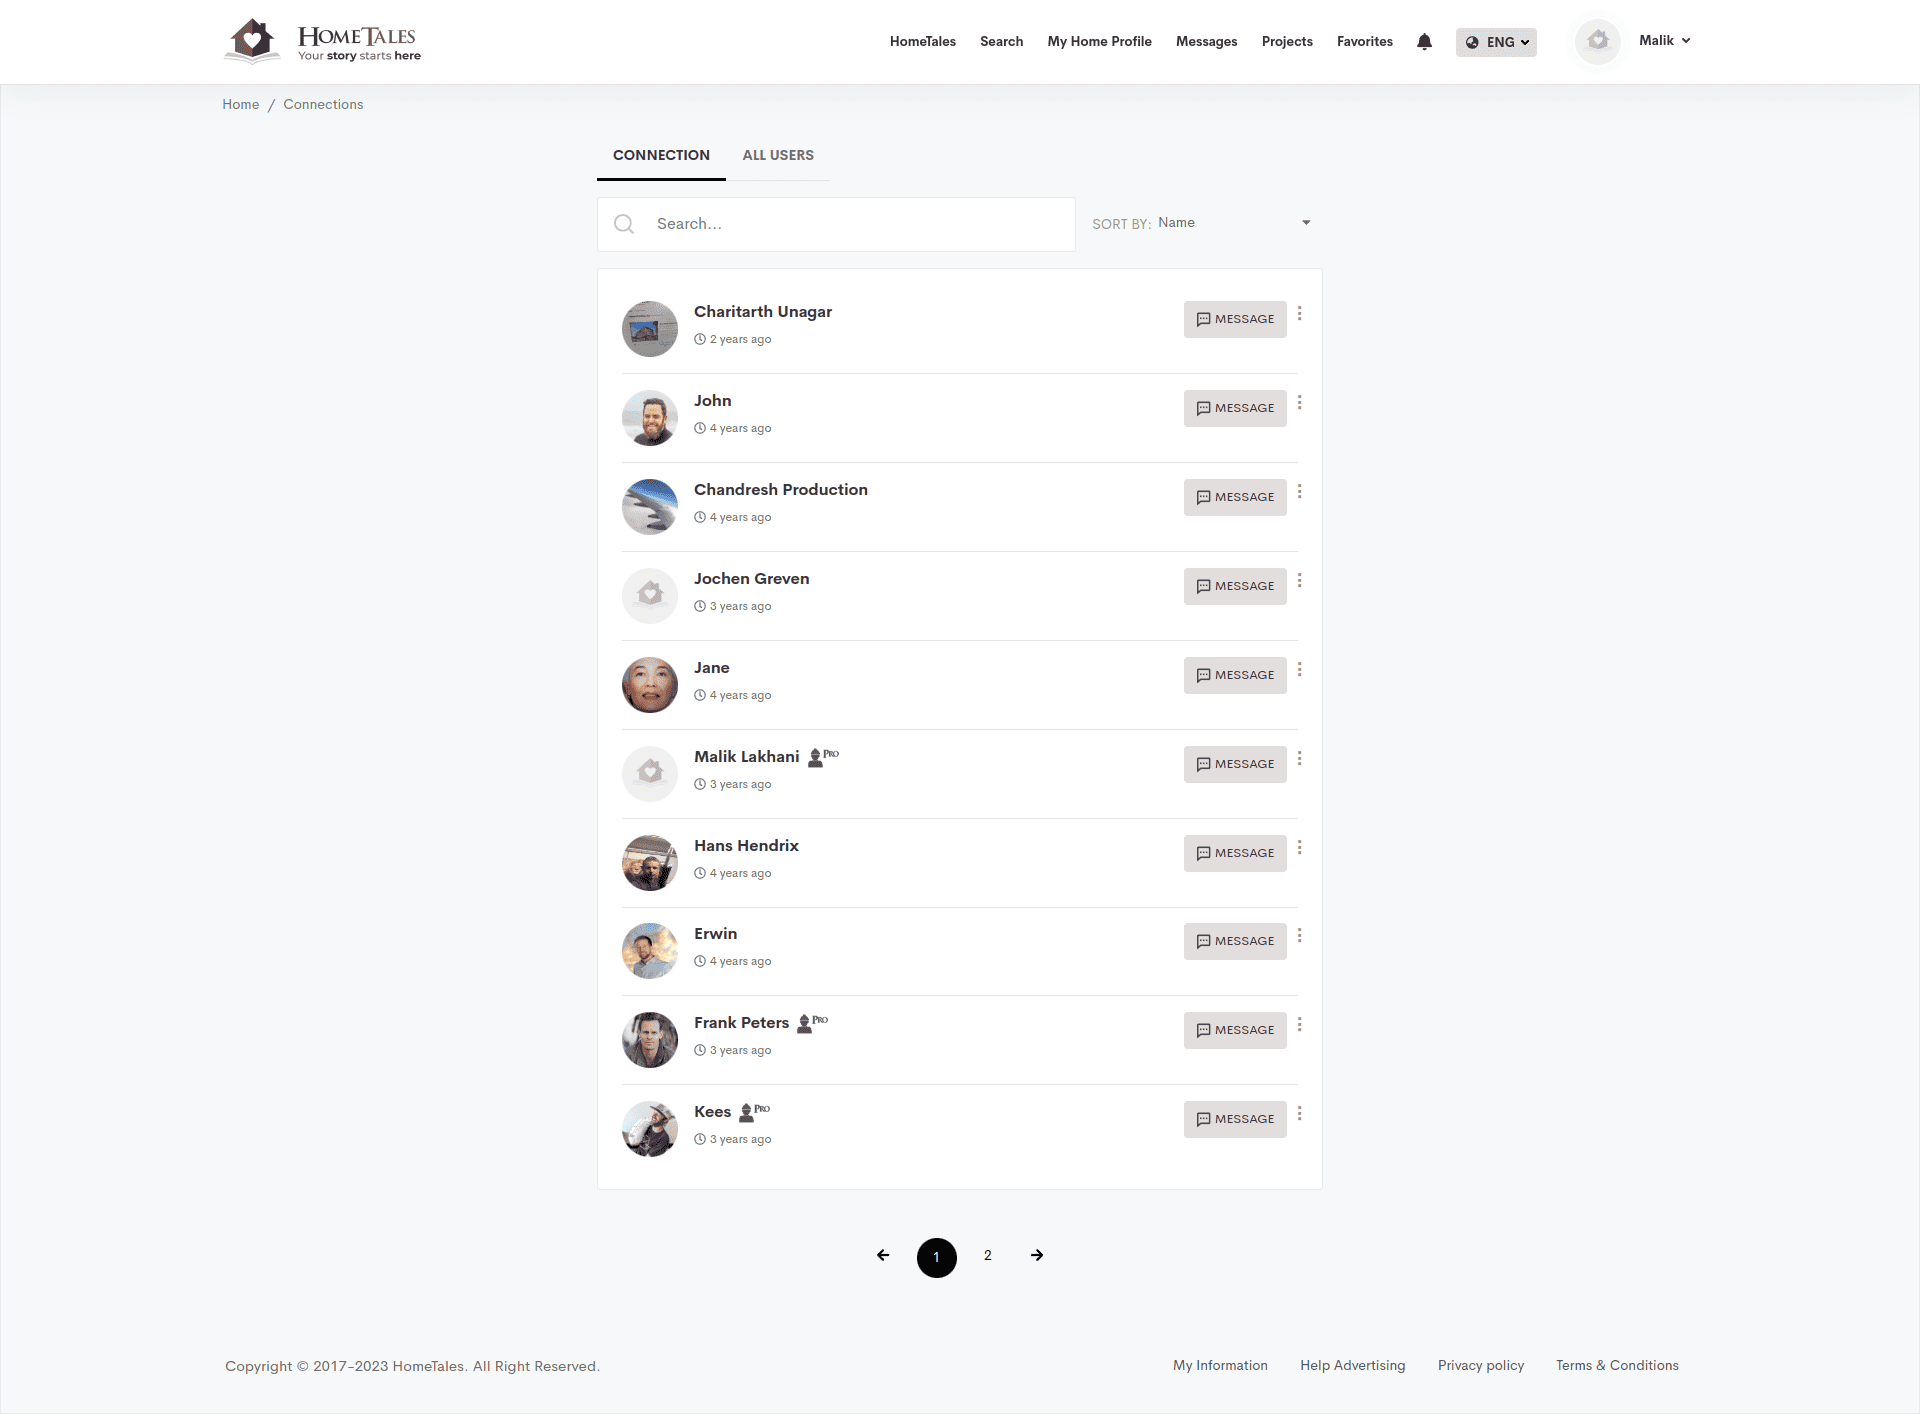 HomeTales
Your story starts here
HomeTales Search My Home Profile Messages Projects Favorites ENG Malik
Home / Connections
CONNECTION ALL USERS
Search...
SORT BY: Name
Charitarth Unagar
2 years ago
MESSAGE
John
4 years ago
MESSAGE
Chandresh Production
4 years ago
MESSAGE
Jochen Greven
3 years ago
MESSAGE
Jane
4 years ago
MESSAGE
Malik Lakhani PRO
3 years ago
MESSAGE
Hans Hendrix
4 years ago
MESSAGE
Erwin
4 years ago
MESSAGE
Frank Peters PRO
3 years ago
MESSAGE
Kees PRO
3 years ago
MESSAGE
1 2
Copyright © 2017-2023 HomeTales. All Right Reserved.
My Information Help Advertising Privacy policy Terms & Conditions